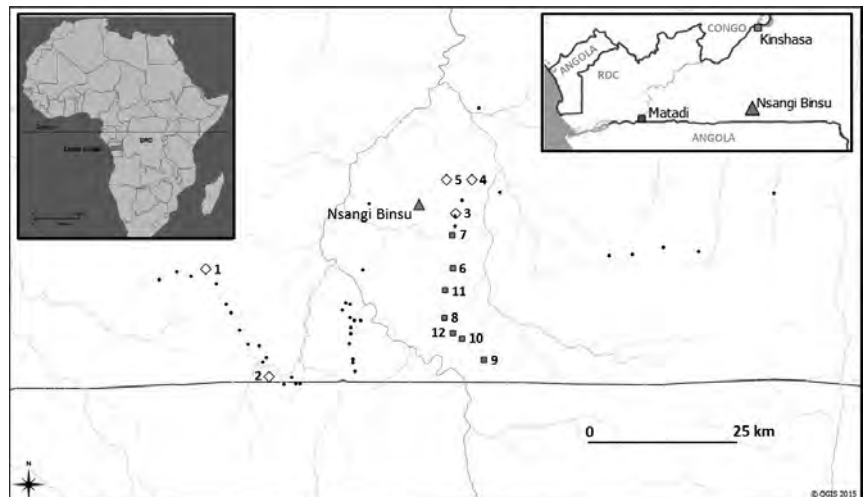 DRC
CONGO
Kinshasa
ANGOLA
RDC
Nsangi Binsu
Matadi
ANGOLA
5
4
Nsangi Binsu
3
7
1
6
11
8
12
10
9
2
0
25 km
N
© OGIS 2015